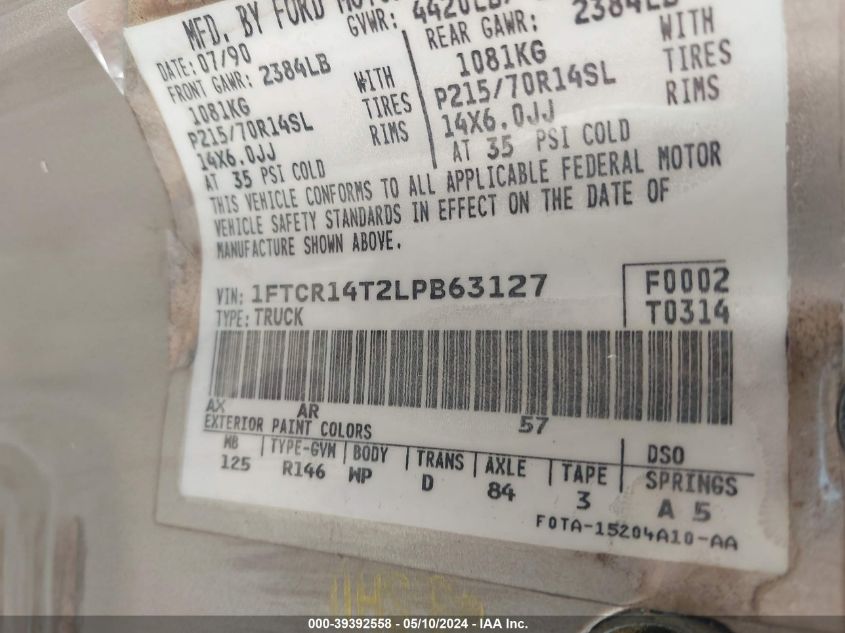 MFD. BY FORD
DATE: 07/90
GVWR:
FRONT GAWR: 2384LB
1081KG
WITH
P215/70R14SL
TIRES
14X6.0JJ
RIMS
AT 35 PSI COLD
REAR GAWR: 2384LB
1081KG
WITH
P215/70R14SL
TIRES
14X6.0JJ
RIMS
AT 35 PSI COLD
THIS VEHICLE CONFORMS TO ALL APPLICABLE FEDERAL MOTOR
VEHICLE SAFETY STANDARDS IN EFFECT ON THE DATE OF
MANUFACTURE SHOWN ABOVE.
VIN: 1FTCR14T2LPB63127
TYPE: TRUCK
F0002
T0314
AX AR 57
EXTERIOR PAINT COLORS
DSO
WB TYPE-GVW BODY TRANS AXLE TAPE SPRINGS
125 R146 WP D 84 3 A 5
F0TA-15204A10-AA
000-39392558 - 05/10/2024 - IAA Inc.